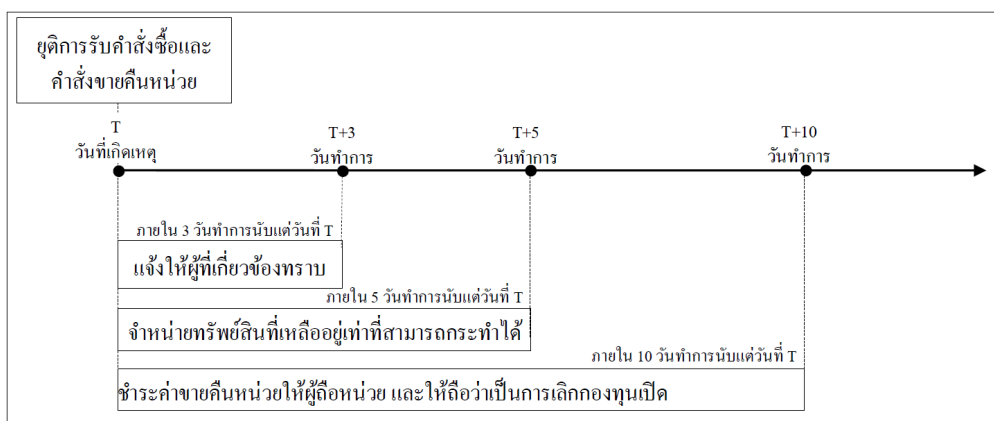 ยุติการรับคำสั่งซื้อและ
คำสั่งขายคืนหน่วย
T
วันที่เกิดเหตุ
T+3
วันทำการ
T+5
วันทำการ
T+10
วันทำการ
ภายใน 3 วันทำการนับแต่วันที่ T
แจ้งให้ผู้ที่เกี่ยวข้องทราบ
ภายใน 5 วันทำการนับแต่วันที่ T
จำหน่ายทรัพย์สินที่เหลืออยู่เท่าที่สามารถกระทำได้
ภายใน 10 วันทำการนับแต่วันที่ T
ชำระค่าขายคืนหน่วยให้ผู้ถือหน่วย และให้ถือว่าเป็นการเลิกกองทุนเปิด